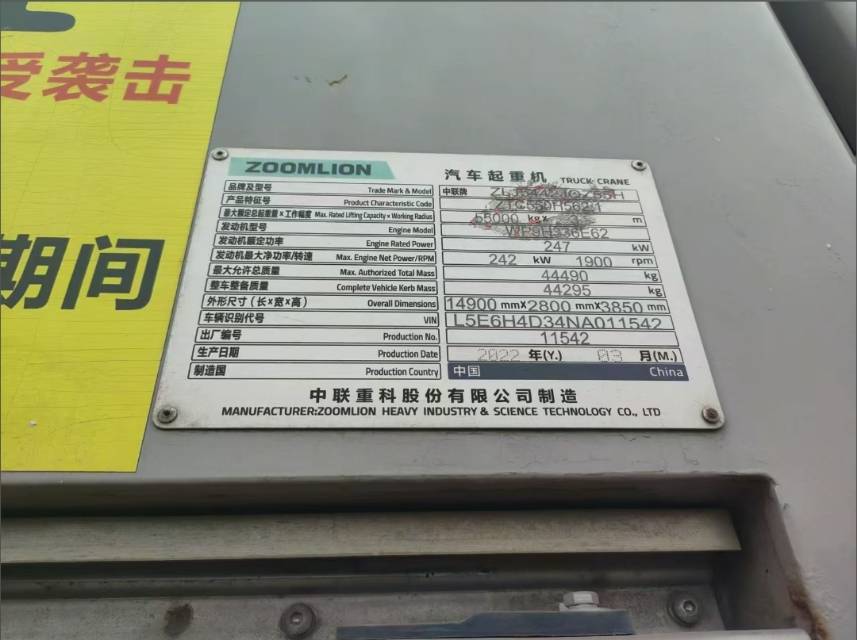 受袭击
期间
ZOOMLION 汽车起重机 TRUCK CRANE
品牌及型号 Trade Mark & Model 中联牌
产品特征号 Product Characteristic Code
最大额定总起重量×工作幅度 Max. Rated Lifting Capacity × Working Radius 55000 kg× m
发动机型号 Engine Model
发动机额定功率 Engine Rated Power 247 kW
发动机最大净功率/转速 Max. Engine Net Power/RPM 242 kW 1900 rpm
最大允许总质量 Max. Authorized Total Mass 44490 kg
整车整备质量 Complete Vehicle Kerb Mass 44295 kg
外形尺寸(长×宽×高) Overall Dimensions 14900 mm×2800 mm×3850 mm
车辆识别代号 VIN L5E6H4D34NA011542
出厂编号 Production No. 11542
生产日期 Production Date 2022 年(Y.) 03 月(M.)
制造国 Production Country 中国 China
中联重科股份有限公司制造
MANUFACTURER:ZOOMLION HEAVY INDUSTRY & SCIENCE TECHNOLOGY CO., LTD